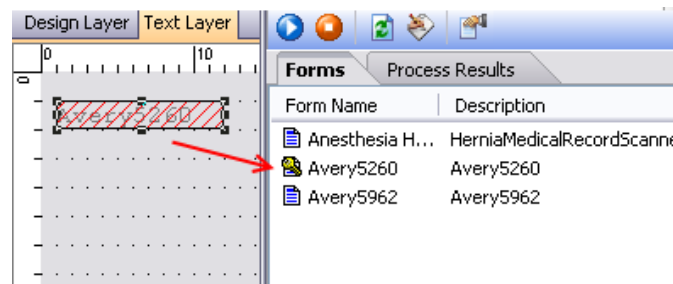 Design Layer Text Layer
0 10
0
Avery5260
Forms Process Results
Form Name Description
Anesthesia H... HerniaMedicalRecordScanne
Avery5260 Avery5260
Avery5962 Avery5962